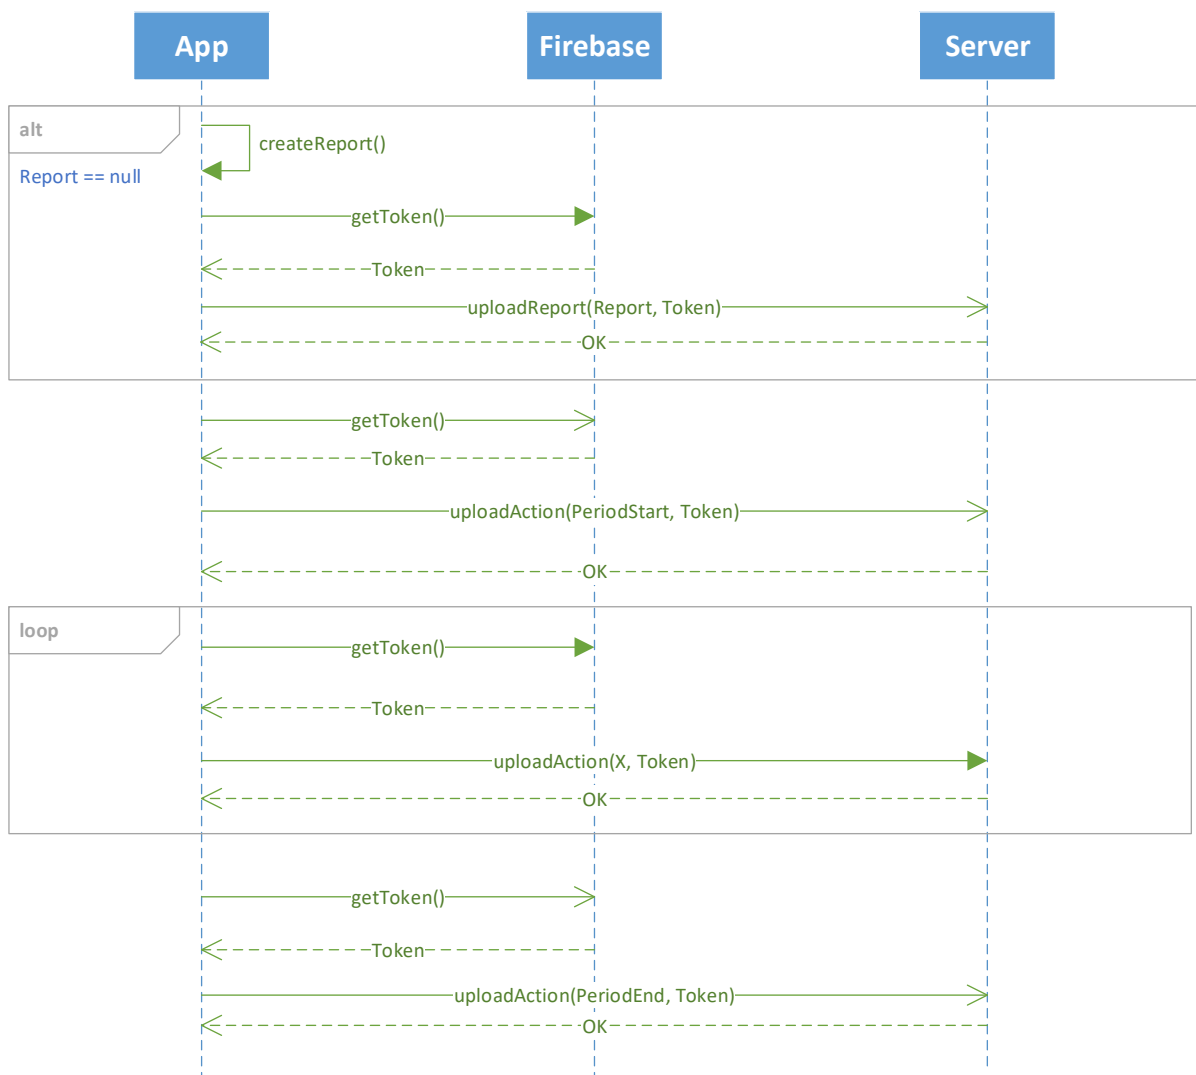 App
Firebase
Server
alt
createReport()
Report == null
getToken()
Token
uploadReport(Report, Token)
OK
getToken()
Token
uploadAction(PeriodStart, Token)
OK
loop
getToken()
Token
uploadAction(X, Token)
OK
getToken()
Token
uploadAction(PeriodEnd, Token)
OK